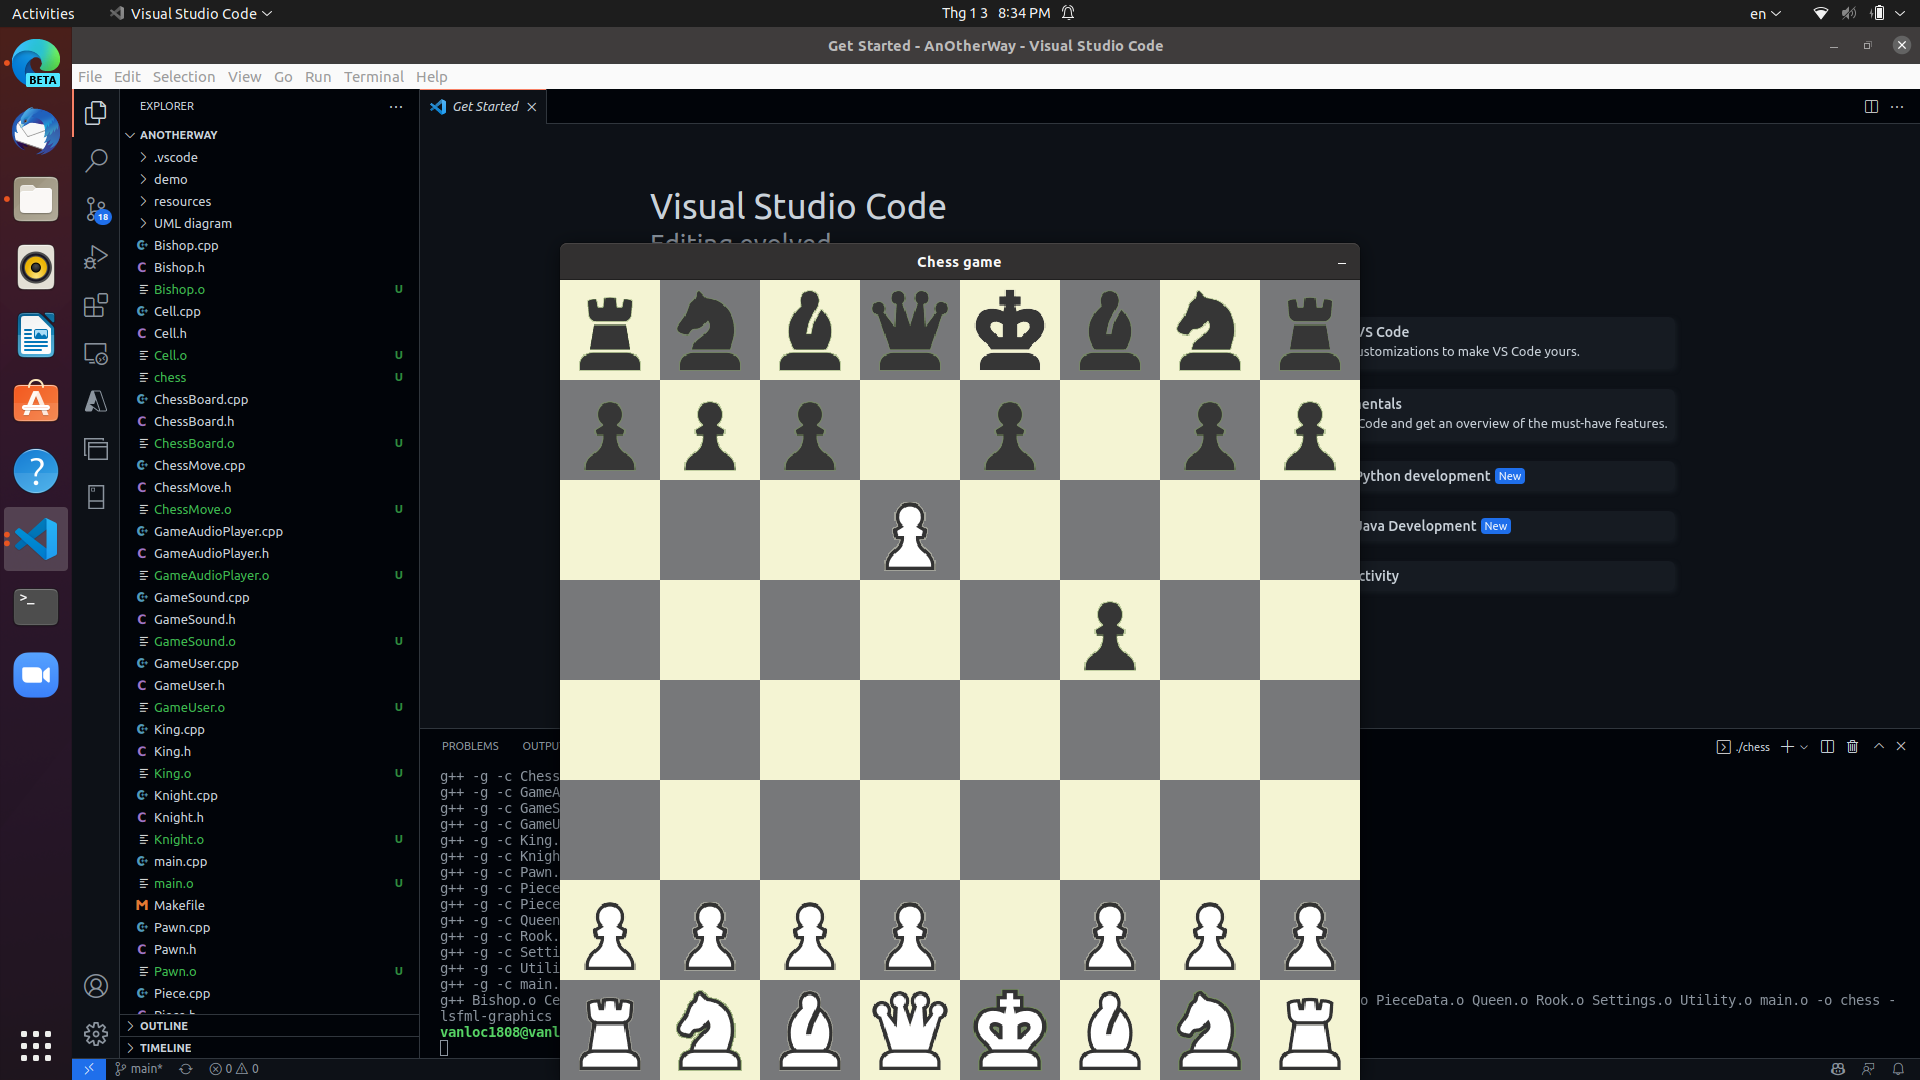 Activities
Visual Studio Code
Thg 1 3 8:34 PM
en
Get Started - AnOtherWay - Visual Studio Code
File Edit Selection View Go Run Terminal Help
BETA
EXPLORER
Get Started
ANOTHERWAY
.vscode
demo
resources
18
UML diagram
Bishop.cpp
Bishop.h
Bishop.o U
Cell.cpp
Cell.h
Cell.o U
chess U
ChessBoard.cpp
ChessBoard.h
ChessBoard.o U
ChessMove.cpp
ChessMove.h
ChessMove.o U
GameAudioPlayer.cpp
GameAudioPlayer.h
GameAudioPlayer.o U
GameSound.cpp
GameSound.h
GameSound.o U
GameUser.cpp
GameUser.h
GameUser.o U
King.cpp
King.h
King.o U
Knight.cpp
Knight.h
Knight.o U
main.cpp
main.o U
Makefile
Pawn.cpp
Pawn.h
Pawn.o U
Piece.cpp
Piece.h
OUTLINE
TIMELINE
Visual Studio Code
Editing evolved
Chess game
VS Code
ustomizations to make VS Code yours.
entals
Code and get an overview of the must-have features.
Python development New
Java Development New
ctivity
PROBLEMS OUTPU
./chess
g++ -g -c Chess
g++ -g -c GameA
g++ -g -c GameS
g++ -g -c GameU
g++ -g -c King.
g++ -g -c Knigh
g++ -g -c Pawn.
g++ -g -c Piece
g++ -g -c Piece
g++ -g -c Queen
g++ -g -c Rook.
g++ -g -c Setti
g++ -g -c Utili
g++ -g -c main.
g++ Bishop.o Ce o PieceData.o Queen.o Rook.o Settings.o Utility.o main.o -o chess -
lsfml-graphics
vanloc1808@vanl
main* 0 0